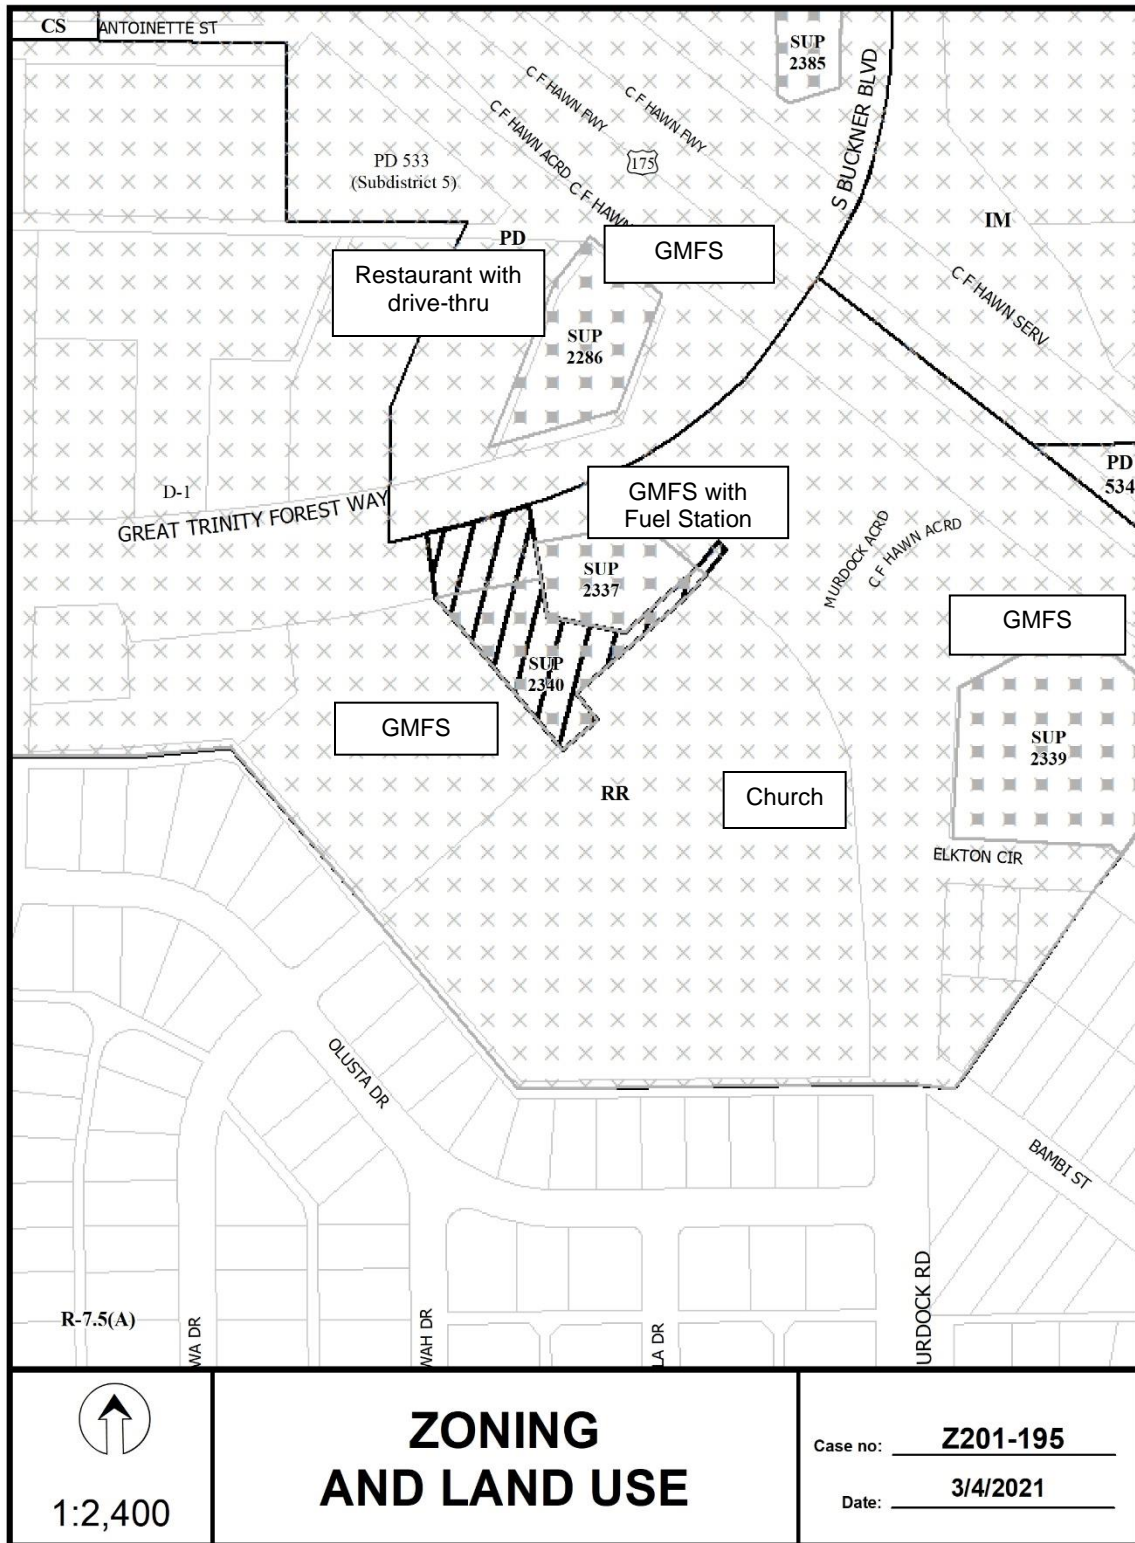 CS
ANTOINETTE ST
SUP
2385
S BUCKNER BLVD
C F HAWN FWY
C F HAWN FWY
C F HAWN ACRD
C F HAWN
175
PD 533
(Subdistrict 5)
IM
PD
GMFS
Restaurant with
drive-thru
C F HAWN SERV
SUP
2286
PD
534
D-1
GREAT TRINITY FOREST WAY
GMFS with
Fuel Station
SUP
2337
MURDOCK ACRD
C F HAWN ACRD
GMFS
SUP
2340
GMFS
SUP
2339
RR
Church
ELKTON CIR
OLUSTA DR
BAMBI ST
R-7.5(A)
WA DR
WAH DR
LA DR
URDOCK RD
1:2,400
ZONING
AND LAND USE
Case no: Z201-195
Date: 3/4/2021